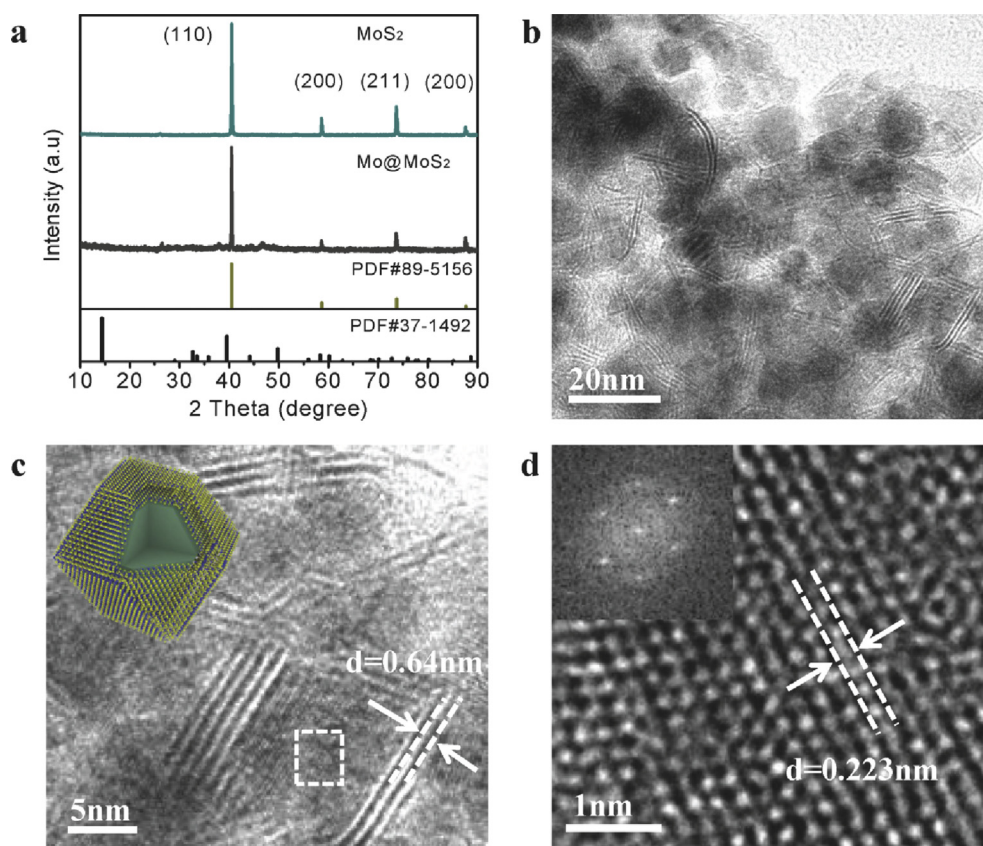 a
(110)
MoS₂
(200) (211) (200)
Mo@MoS₂
PDF#89-5156
PDF#37-1492
Intensity (a.u)
10 20 30 40 50 60 70 80 90
2 Theta (degree)
b
20nm
c
d=0.64nm
5nm
d
d=0.223nm
1nm